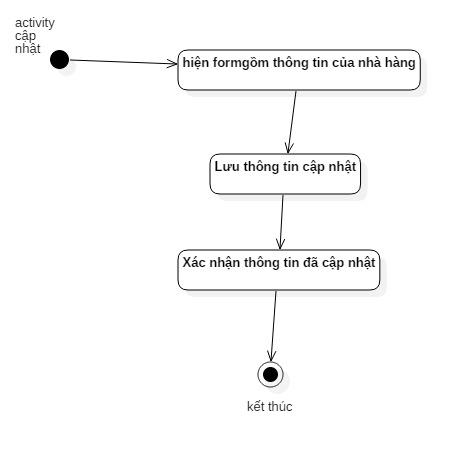 activity
cập
nhật
hiện formgồm thông tin của nhà hàng
Lưu thông tin cập nhật
Xác nhận thông tin đã cập nhật
kết thúc